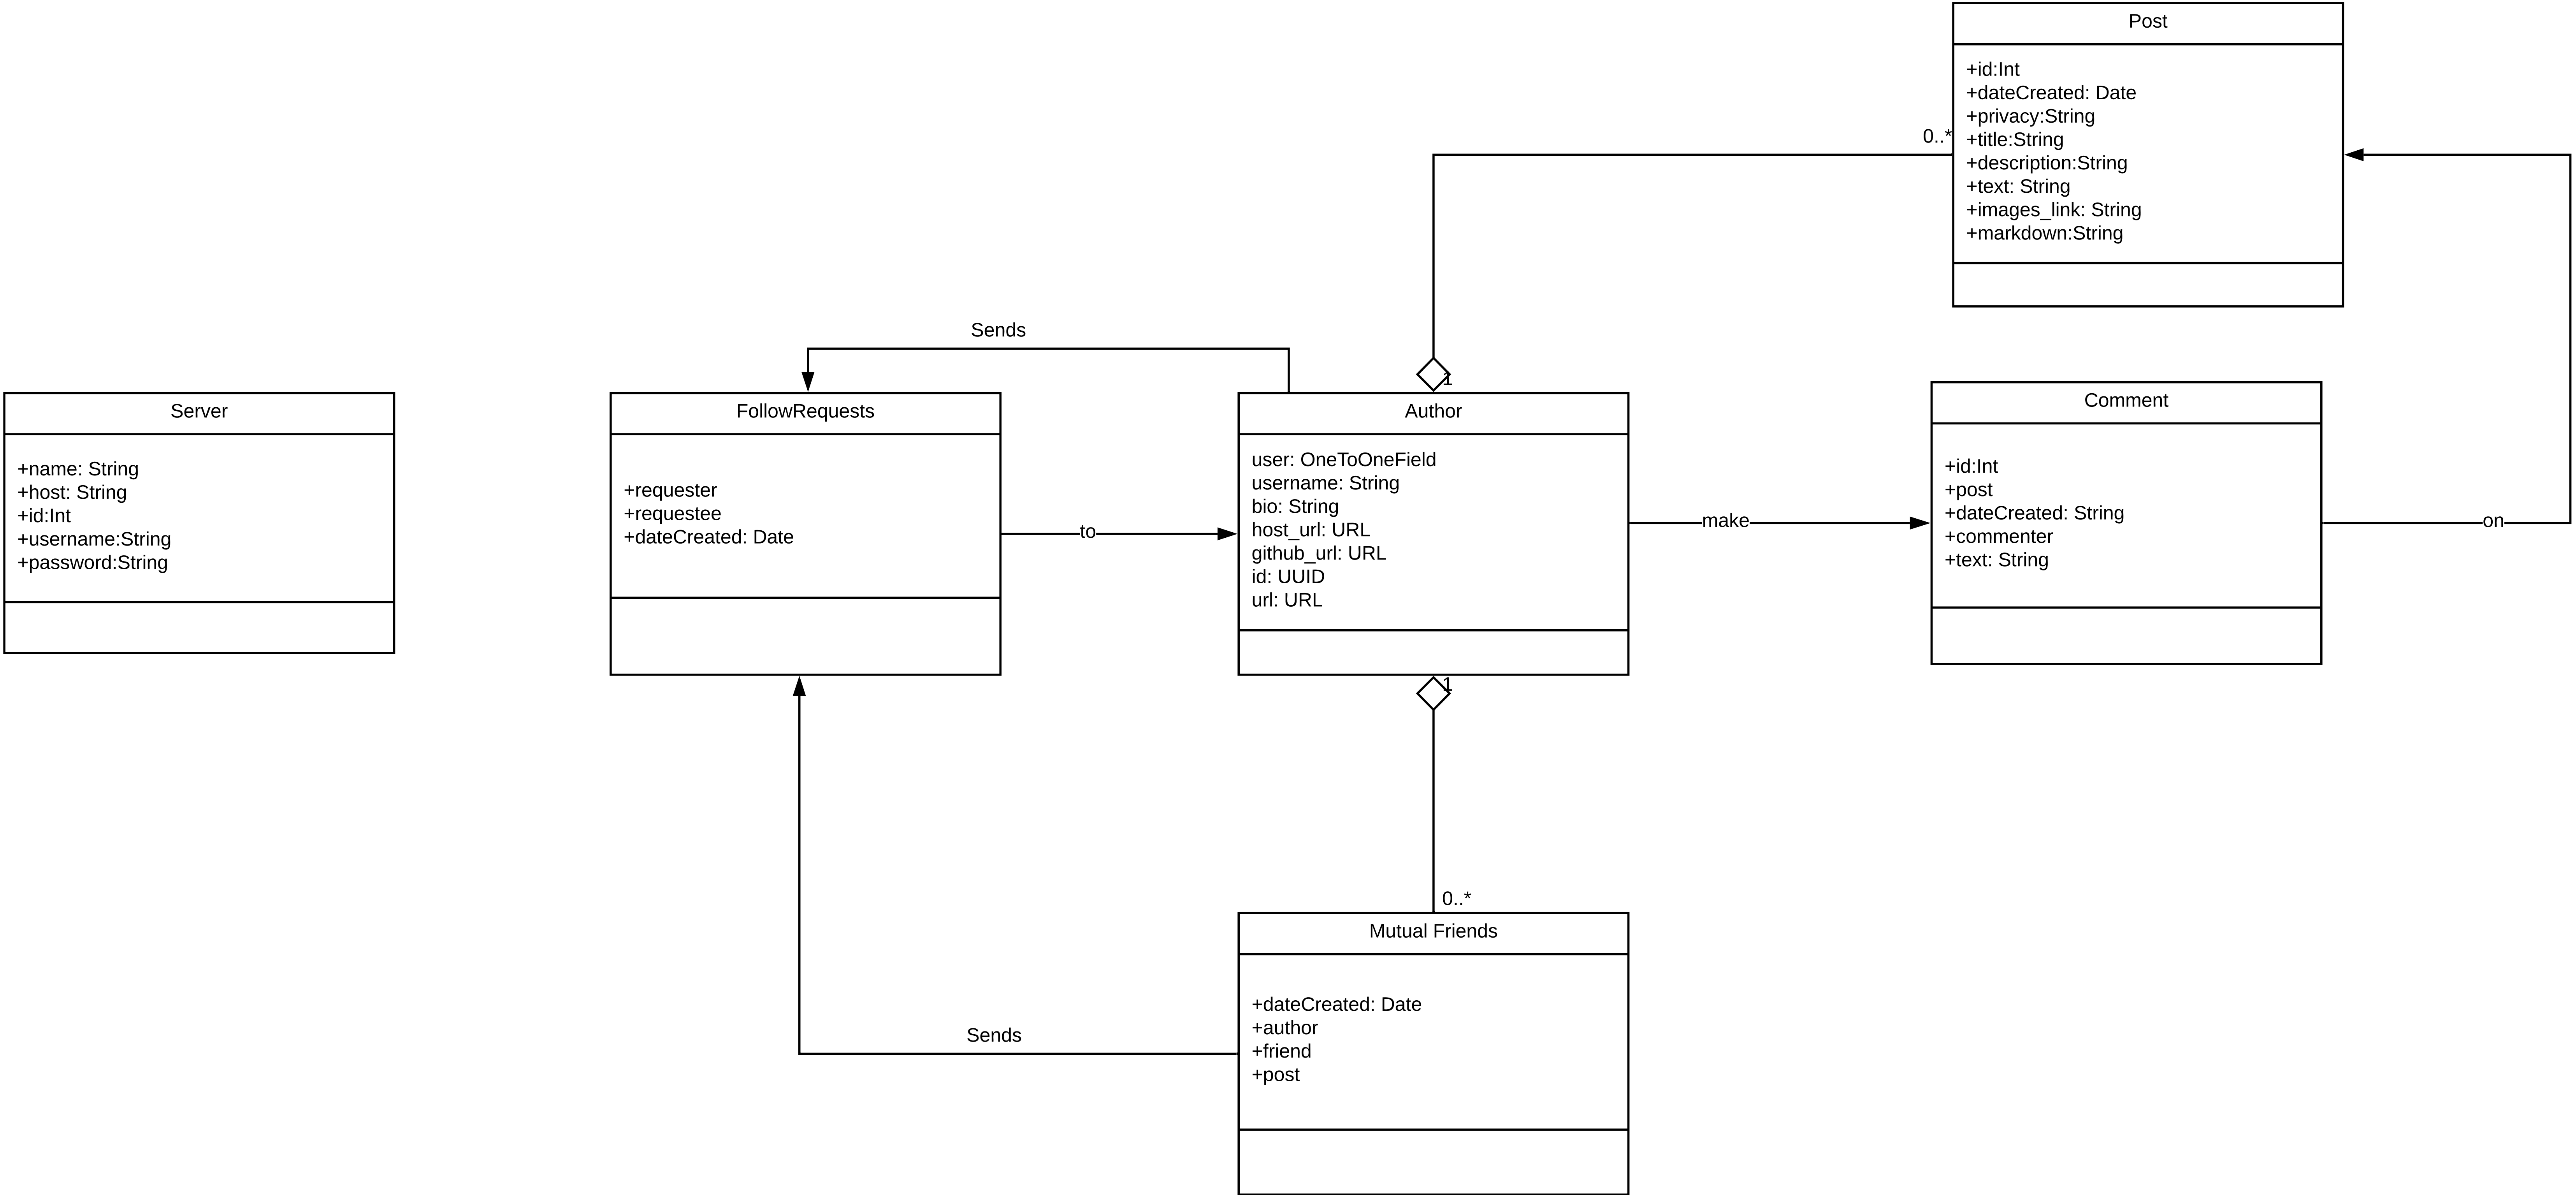 Post
+id:Int
+dateCreated: Date
+privacy:String
+title:String
+description:String
+text: String
+images_link: String
+markdown:String
0..*
1
Sends
Server
+name: String
+host: String
+id:Int
+username:String
+password:String
FollowRequests
+requester
+requestee
+dateCreated: Date
to
Author
user: OneToOneField
username: String
bio: String
host_url: URL
github_url: URL
id: UUID
url: URL
make
Comment
+id:Int
+post
+dateCreated: String
+commenter
+text: String
on
1
0..*
Mutual Friends
+dateCreated: Date
+author
+friend
+post
Sends